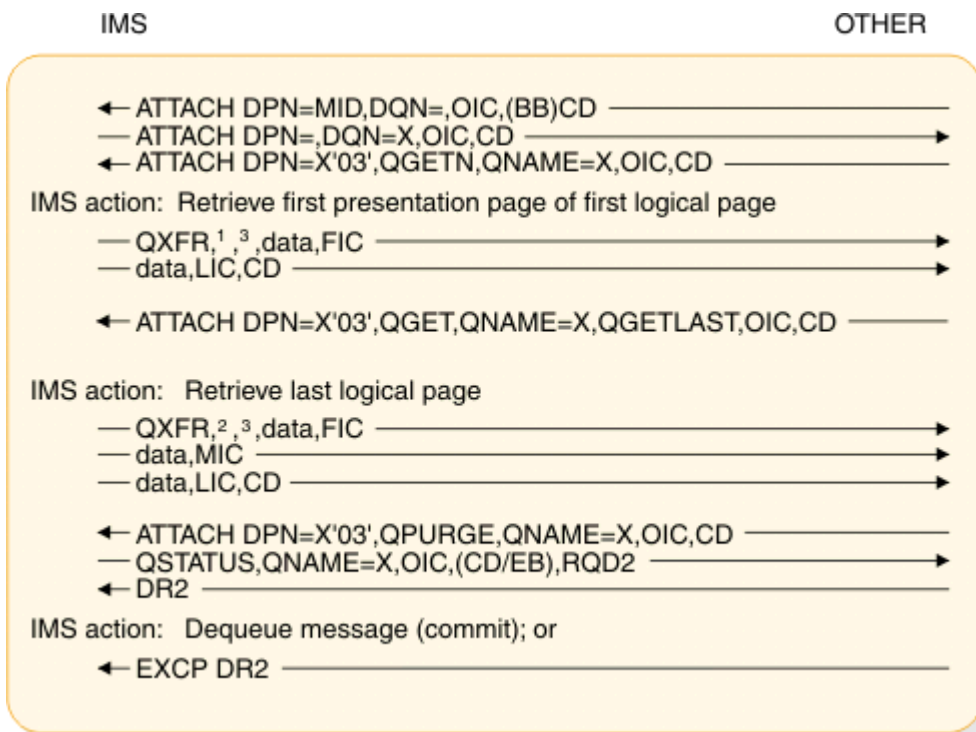 IMS OTHER
ATTACH DPN=MID,DQN=,OIC,(BB)CD
ATTACH DPN=,DQN=X,OIC,CD
ATTACH DPN=X'03',QGETN,QNAME=X,OIC,CD
IMS action: Retrieve first presentation page of first logical page
QXFR,¹,³,data,FIC
data,LIC,CD
ATTACH DPN=X'03',QGET,QNAME=X,QGETLAST,OIC,CD
IMS action: Retrieve last logical page
QXFR,²,³,data,FIC
data,MIC
data,LIC,CD
ATTACH DPN=X'03',QPURGE,QNAME=X,OIC,CD
QSTATUS,QNAME=X,OIC,(CD/EB),RQD2
DR2
IMS action: Dequeue message (commit); or
EXCP DR2